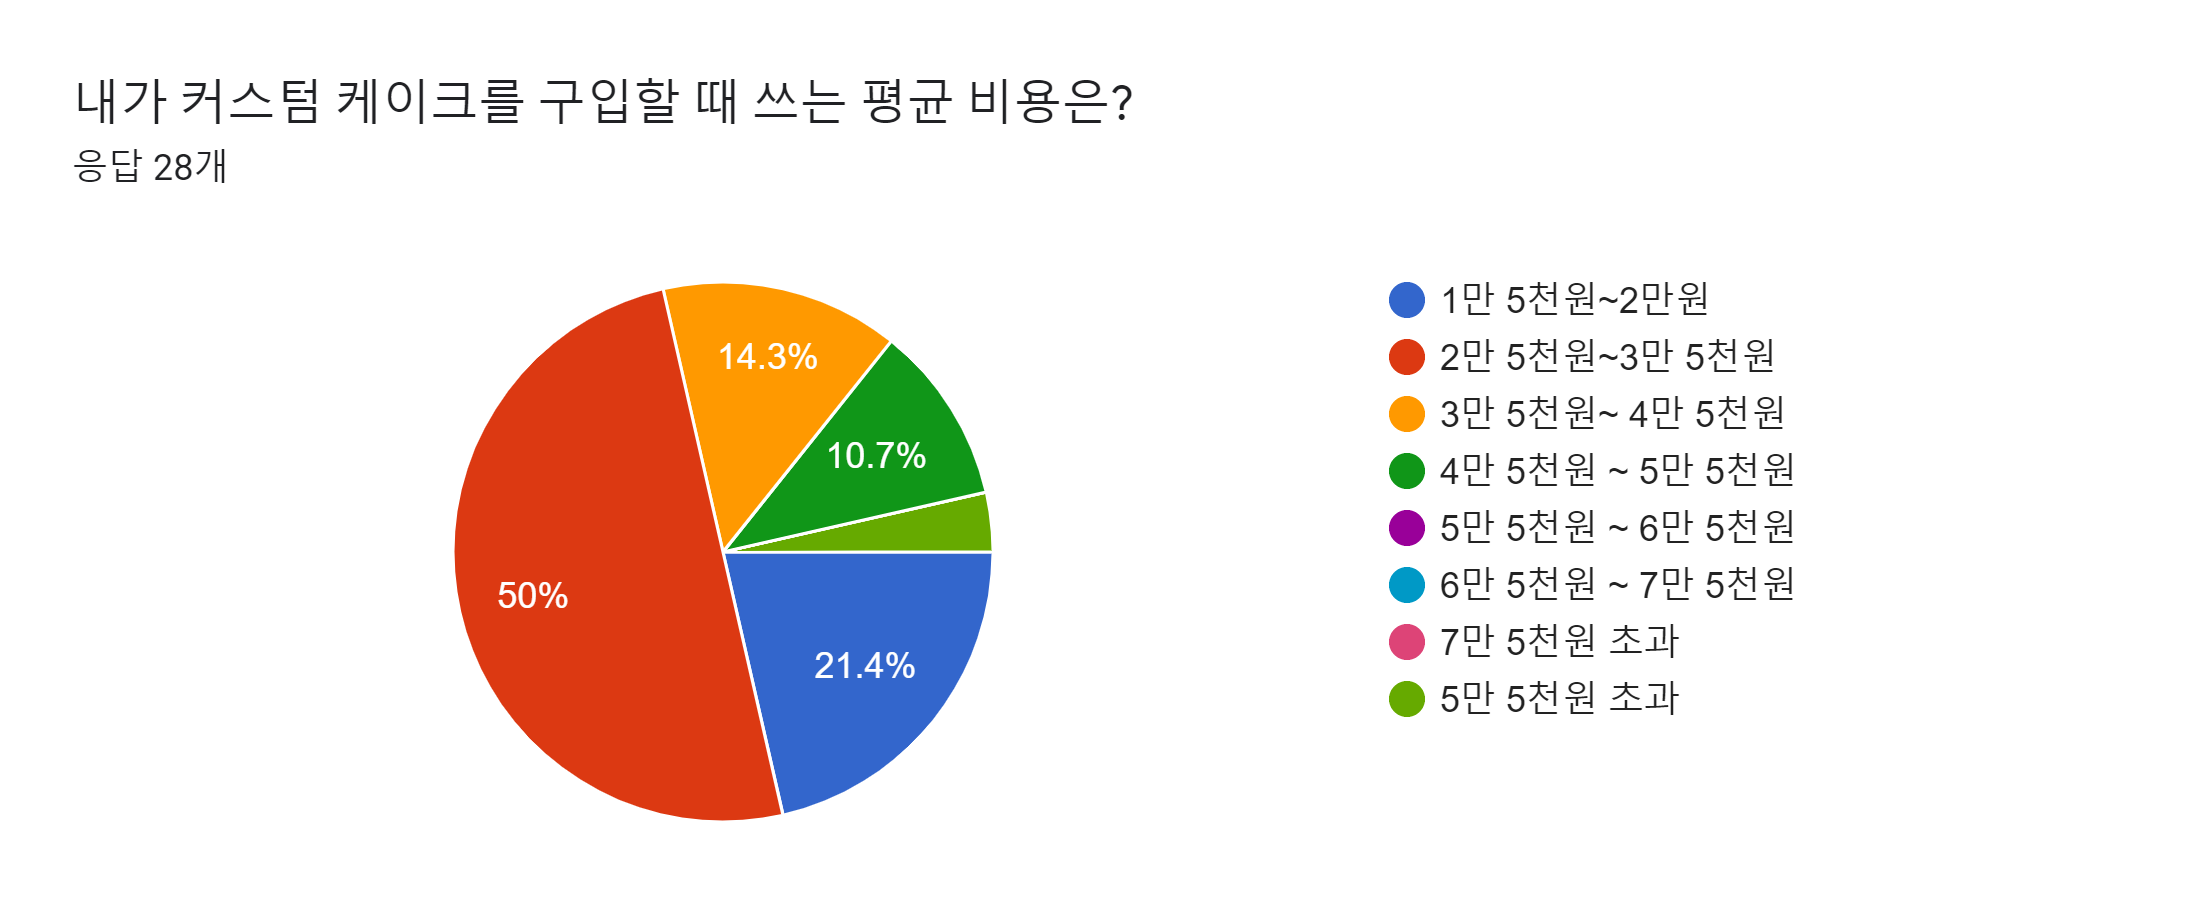 내가 커스텀 케이크를 구입할 때 쓰는 평균 비용은?
응답 28개
14.3%
10.7%
50%
21.4%
1만 5천원~2만원
2만 5천원~3만 5천원
3만 5천원~ 4만 5천원
4만 5천원 ~ 5만 5천원
5만 5천원 ~ 6만 5천원
6만 5천원 ~ 7만 5천원
7만 5천원 초과
5만 5천원 초과